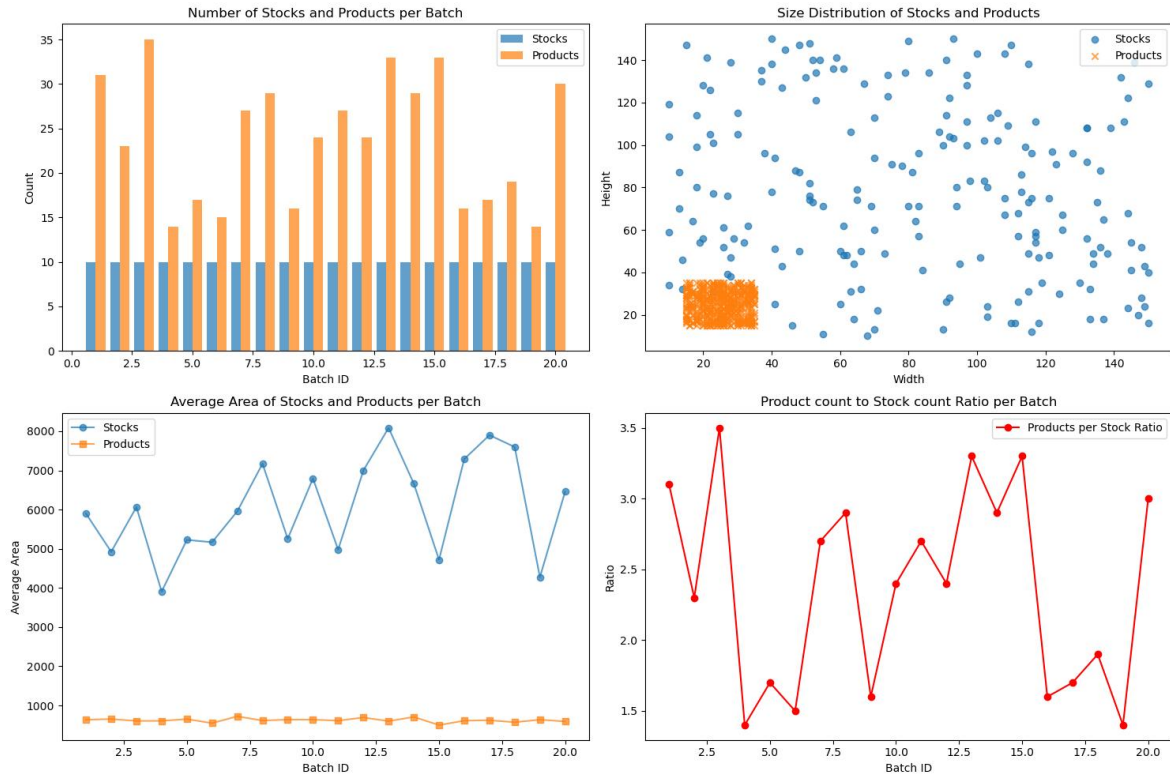 Number of Stocks and Products per Batch
Stocks
Products
Count
35
30
25
20
15
10
5
0
0.0 2.5 5.0 7.5 10.0 12.5 15.0 17.5 20.0
Batch ID
Size Distribution of Stocks and Products
Stocks
Products
Height
140
120
100
80
60
40
20
20 40 60 80 100 120 140
Width
Average Area of Stocks and Products per Batch
Stocks
Products
Average Area
8000
7000
6000
5000
4000
3000
2000
1000
2.5 5.0 7.5 10.0 12.5 15.0 17.5 20.0
Batch ID
Product count to Stock count Ratio per Batch
Products per Stock Ratio
Ratio
3.5
3.0
2.5
2.0
1.5
2.5 5.0 7.5 10.0 12.5 15.0 17.5 20.0
Batch ID